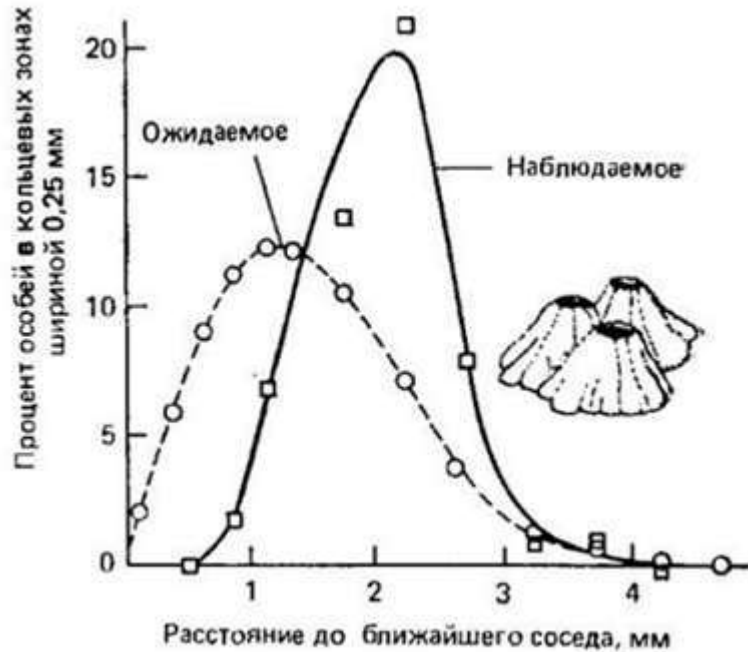 Процент особей в кольцевых зонах
шириной 0,25 мм
20
15
10
5
0
Ожидаемое
Наблюдаемое
1
2
3
4
Расстояние до ближайшего соседа, мм